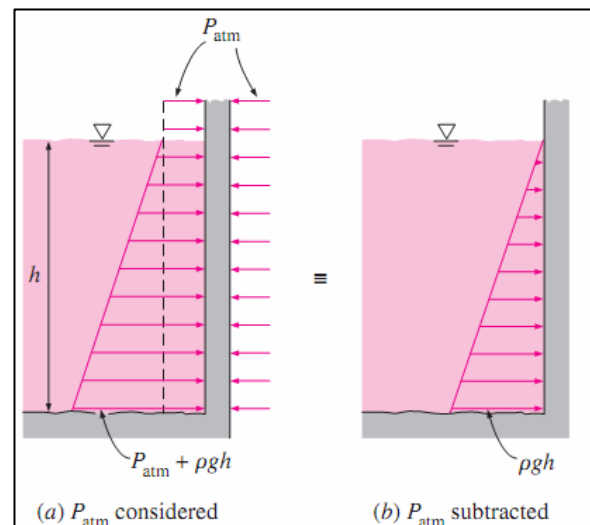 P_atm
h
≡
P_atm + ρgh
ρgh
(a) P_atm considered
(b) P_atm subtracted